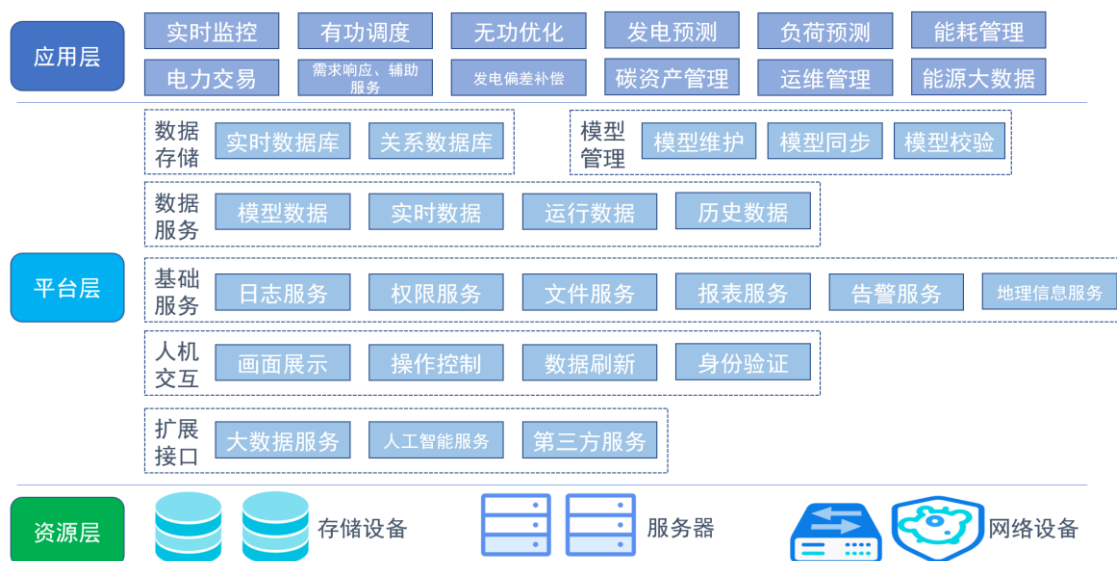 应用层
实时监控 有功调度 无功优化 发电预测 负荷预测 能耗管理
电力交易 需求响应、辅助
服务 发电偏差补偿 碳资产管理 运维管理 能源大数据
平台层
数据
存储 实时数据库 关系数据库
模型
管理 模型维护 模型同步 模型校验
数据
服务 模型数据 实时数据 运行数据 历史数据
基础
服务 日志服务 权限服务 文件服务 报表服务 告警服务 地理信息服务
人机
交互 画面展示 操作控制 数据刷新 身份验证
扩展
接口 大数据服务 人工智能服务 第三方服务
资源层
存储设备 服务器 网络设备